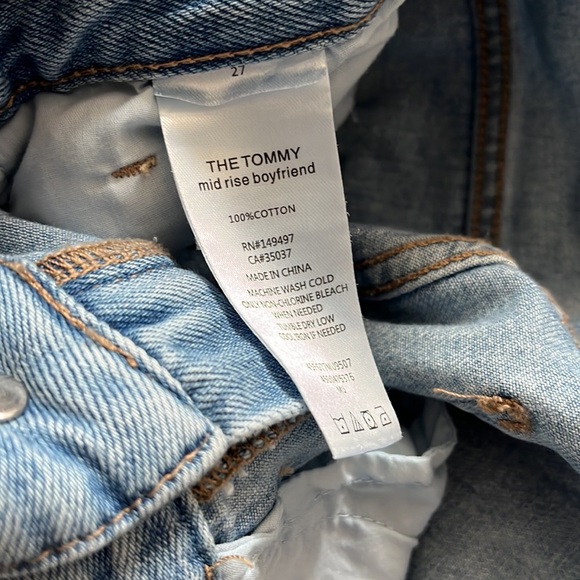 27
THE TOMMY
mid rise boyfriend
100%COTTON
RN#149497
CA#35037
MADE IN CHINA
MACHINE WASH COLD
ONLY NON-CHLORINE BLEACH
WHEN NEEDED
TUMBLE DRY LOW
COOL IRON IF NEEDED